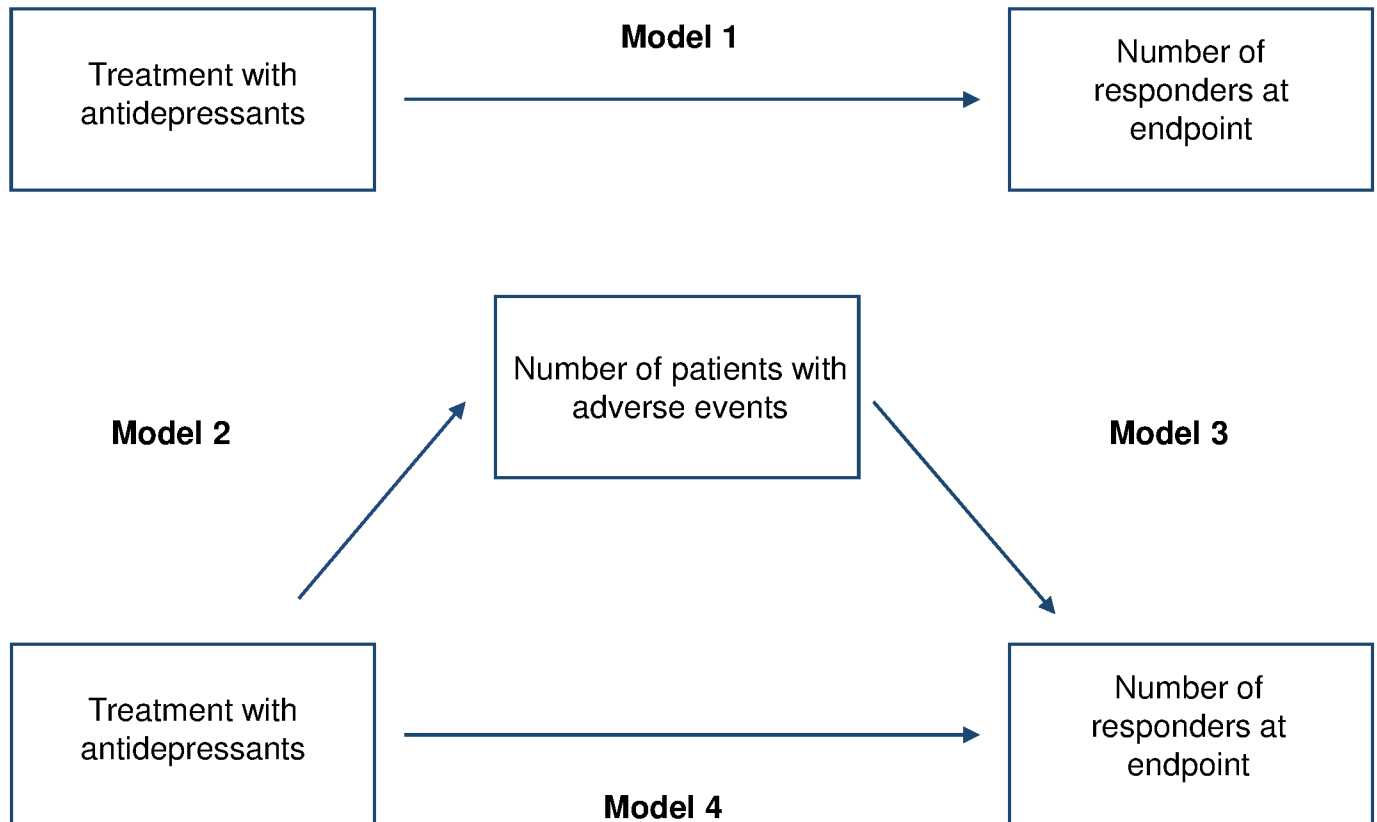 Model 1
Treatment with
antidepressants
Number of
responders at
endpoint
Number of patients with
adverse events
Model 2
Model 3
Treatment with
antidepressants
Number of
responders at
endpoint
Model 4